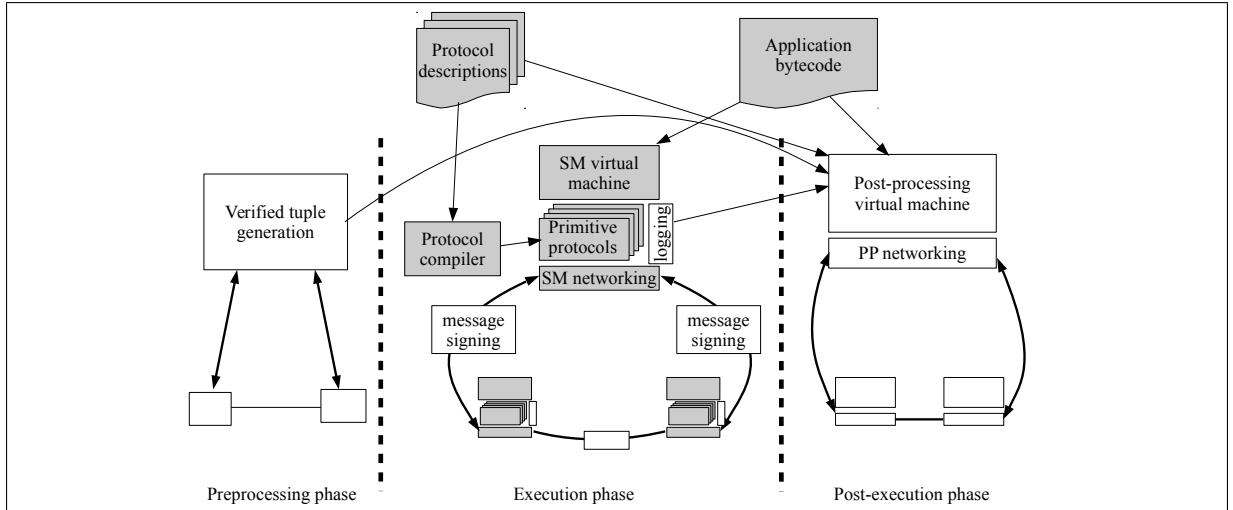 Protocol
descriptions
Application
bytecode
SM virtual
machine
Post-processing
virtual machine
Verified tuple
generation
Protocol
compiler
Primitive
protocols
logging
SM networking
PP networking
message
signing
message
signing
Preprocessing phase
Execution phase
Post-execution phase